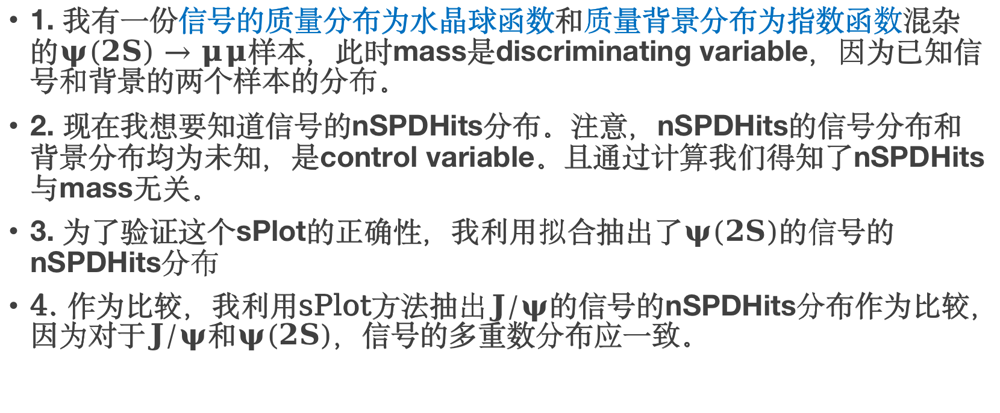 • 1. 我有一份信号的质量分布为水晶球函数和质量背景分布为指数函数混杂
的ψ(2S) → μμ样本，此时mass是discriminating variable，因为已知信
号和背景的两个样本的分布。
• 2. 现在我想要知道信号的nSPDHits分布。注意，nSPDHits的信号分布和
背景分布均为未知，是control variable。且通过计算我们得知了nSPDHits
与mass无关。
• 3. 为了验证这个sPlot的正确性，我利用拟合抽出了ψ(2S)的信号的
nSPDHits分布
• 4. 作为比较，我利用sPlot方法抽出J/ψ的信号的nSPDHits分布作为比较，
因为对于J/ψ和ψ(2S)，信号的多重数分布应一致。